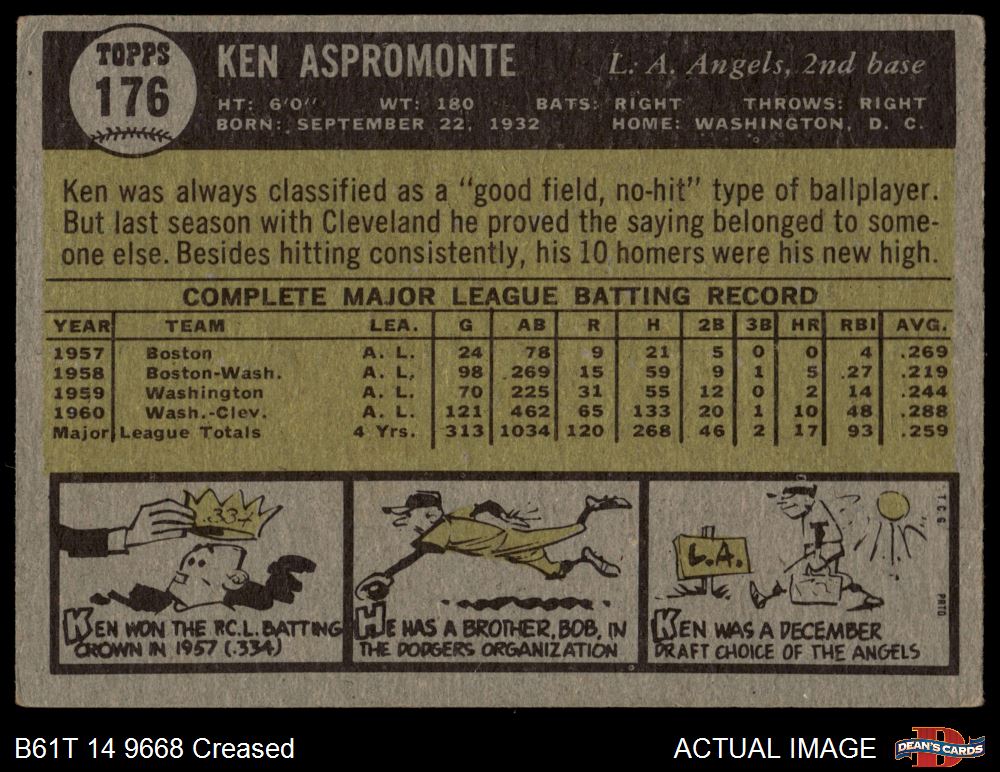 TOPPS
176
KEN ASPROMONTE
L. A. Angels, 2nd base
HT: 6'0" WT: 180 BATS: RIGHT THROWS: RIGHT
BORN: SEPTEMBER 22, 1932 HOME: WASHINGTON, D. C.
Ken was always classified as a "good field, no-hit" type of ballplayer.
But last season with Cleveland he proved the saying belonged to some-
one else. Besides hitting consistently, his 10 homers were his new high.
COMPLETE MAJOR LEAGUE BATTING RECORD
YEAR TEAM LEA. G AB R H 2B 3B HR RBI AVG.
1957 Boston A. L. 24 78 9 21 5 0 0 4 .269
1958 Boston-Wash. A. L. 98 269 15 59 9 1 5 .27 .219
1959 Washington A. L. 70 225 31 55 12 0 2 14 .244
1960 Wash.-Clev. A. L. 121 462 65 133 20 1 10 48 .288
Major League Totals 4 Yrs. 313 1034 120 268 46 2 17 93 .259
.334
KEN WON THE P.C.L. BATTING
CROWN IN 1957 (.334)
HE HAS A BROTHER, BOB, IN
THE DODGERS ORGANIZATION
L.A.
T
KEN WAS A DECEMBER
DRAFT CHOICE OF THE ANGELS
T.C.G.
PRTD
B61T 14 9668 Creased
ACTUAL IMAGE
DEAN'S CARDS